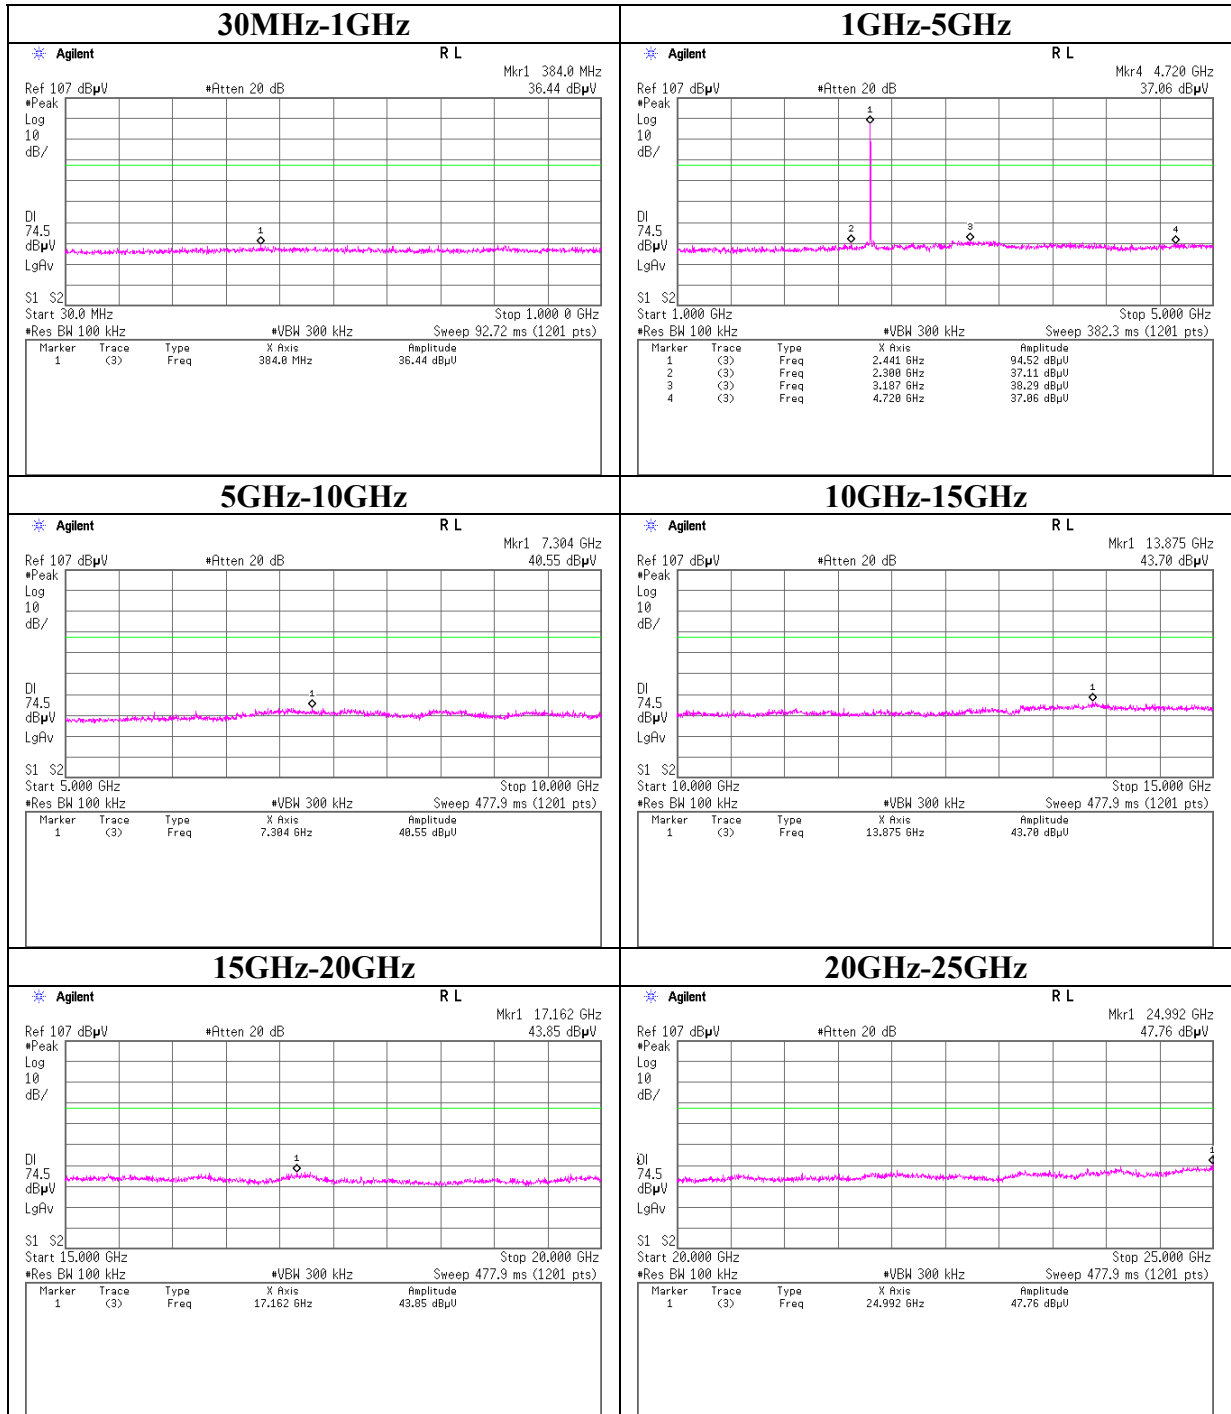 30MHz-1GHz
Agilent R L
Mkr1 384.0 MHz
Ref 107 dBµV #Atten 20 dB 36.44 dBµV
#Peak
Log
10
dB/
1
DI
74.5
dBµV
LgAv
S1 S2
Start 30.0 MHz Stop 1.000 0 GHz
#Res BW 100 kHz #VBW 300 kHz Sweep 92.72 ms (1201 pts)
Marker Trace Type X Axis Amplitude
1 (3) Freq 384.0 MHz 36.44 dBµV
1GHz-5GHz
Agilent R L
Mkr4 4.720 GHz
Ref 107 dBµV #Atten 20 dB 37.06 dBµV
#Peak
Log
10
dB/
1
DI
74.5
dBµV
LgAv
2 3 4
S1 S2
Start 1.000 GHz Stop 5.000 GHz
#Res BW 100 kHz #VBW 300 kHz Sweep 382.3 ms (1201 pts)
Marker Trace Type X Axis Amplitude
1 (3) Freq 2.441 GHz 94.52 dBµV
2 (3) Freq 2.300 GHz 37.11 dBµV
3 (3) Freq 3.187 GHz 38.29 dBµV
4 (3) Freq 4.720 GHz 37.06 dBµV
5GHz-10GHz
Agilent R L
Mkr1 7.304 GHz
Ref 107 dBµV #Atten 20 dB 40.55 dBµV
#Peak
Log
10
dB/
1
DI
74.5
dBµV
LgAv
S1 S2
Start 5.000 GHz Stop 10.000 GHz
#Res BW 100 kHz #VBW 300 kHz Sweep 477.9 ms (1201 pts)
Marker Trace Type X Axis Amplitude
1 (3) Freq 7.304 GHz 40.55 dBµV
10GHz-15GHz
Agilent R L
Mkr1 13.875 GHz
Ref 107 dBµV #Atten 20 dB 43.70 dBµV
#Peak
Log
10
dB/
1
DI
74.5
dBµV
LgAv
S1 S2
Start 10.000 GHz Stop 15.000 GHz
#Res BW 100 kHz #VBW 300 kHz Sweep 477.9 ms (1201 pts)
Marker Trace Type X Axis Amplitude
1 (3) Freq 13.875 GHz 43.70 dBµV
15GHz-20GHz
Agilent R L
Mkr1 17.162 GHz
Ref 107 dBµV #Atten 20 dB 43.85 dBµV
#Peak
Log
10
dB/
1
DI
74.5
dBµV
LgAv
S1 S2
Start 15.000 GHz Stop 20.000 GHz
#Res BW 100 kHz #VBW 300 kHz Sweep 477.9 ms (1201 pts)
Marker Trace Type X Axis Amplitude
1 (3) Freq 17.162 GHz 43.85 dBµV
20GHz-25GHz
Agilent R L
Mkr1 24.992 GHz
Ref 107 dBµV #Atten 20 dB 47.76 dBµV
#Peak
Log
10
dB/
1
DI
74.5
dBµV
LgAv
S1 S2
Start 20.000 GHz Stop 25.000 GHz
#Res BW 100 kHz #VBW 300 kHz Sweep 477.9 ms (1201 pts)
Marker Trace Type X Axis Amplitude
1 (3) Freq 24.992 GHz 47.76 dBµV